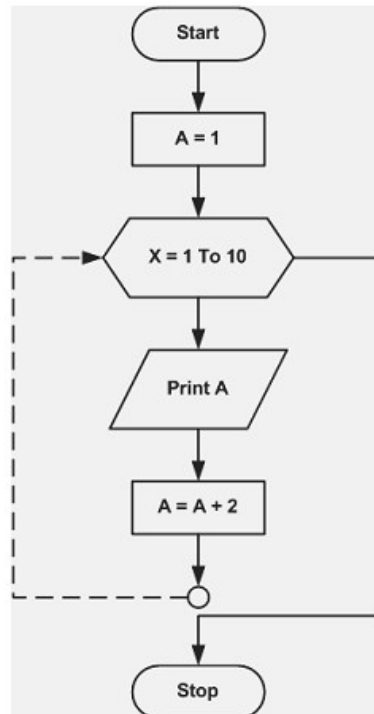 Start
A = 1
X = 1 To 10
Print A
A = A + 2
Stop